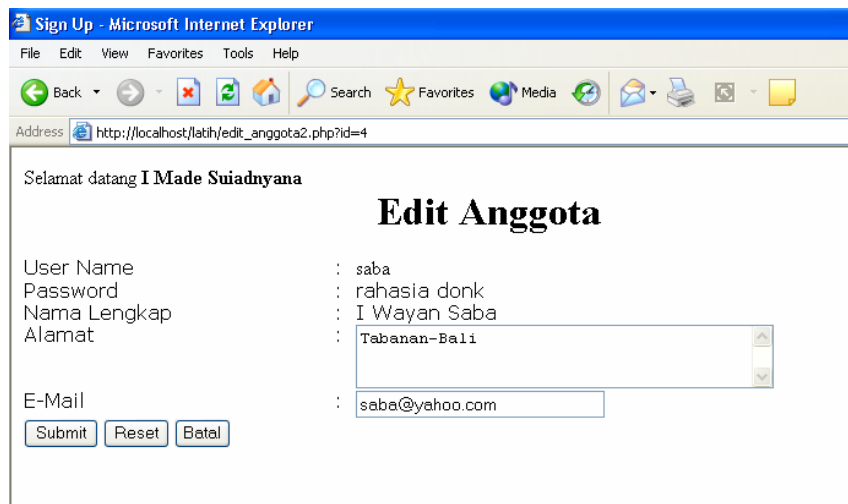 Sign Up - Microsoft Internet Explorer
File Edit View Favorites Tools Help
Back Search Favorites Media
Address http://localhost/latih/edit_anggota2.php?id=4
Selamat datang I Made Suiadnyana
Edit Anggota
User Name : saba
Password : rahasia donk
Nama Lengkap : I Wayan Saba
Alamat : Tabanan-Bali
E-Mail : saba@yahoo.com
Submit Reset Batal